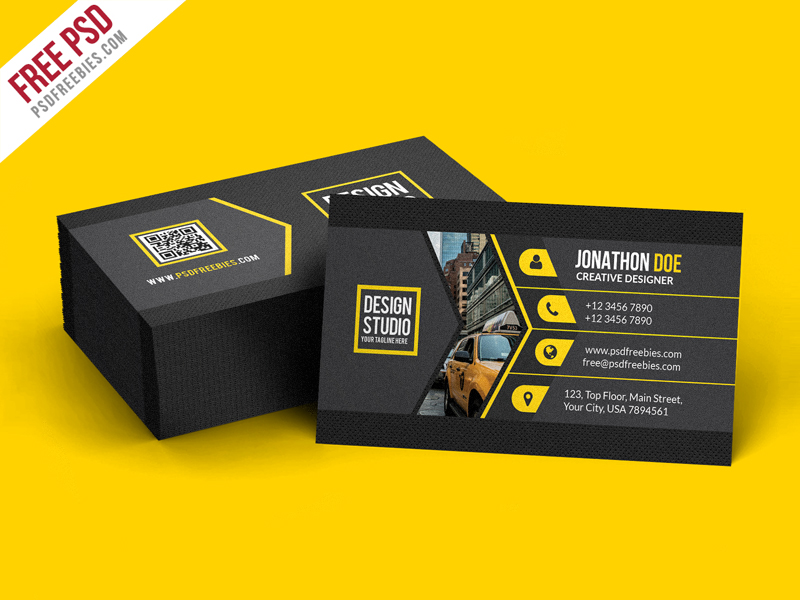 FREE PSD
PSDFREEBIES.COM
DESIGN
WWW.PSDFREEBIES.COM
DESIGN
STUDIO
YOUR TAGLINE HERE
JONATHON DOE
CREATIVE DESIGNER
+12 3456 7890
+12 3456 7890
www.psdfreebies.com
free@psdfreebies.com
123, Top Floor, Main Street,
Your City, USA 7894561